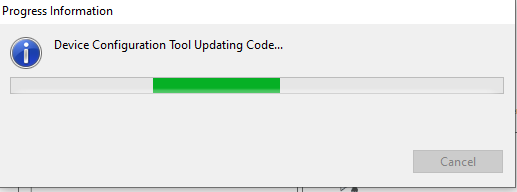 Progress Information
Device Configuration Tool Updating Code...
Cancel